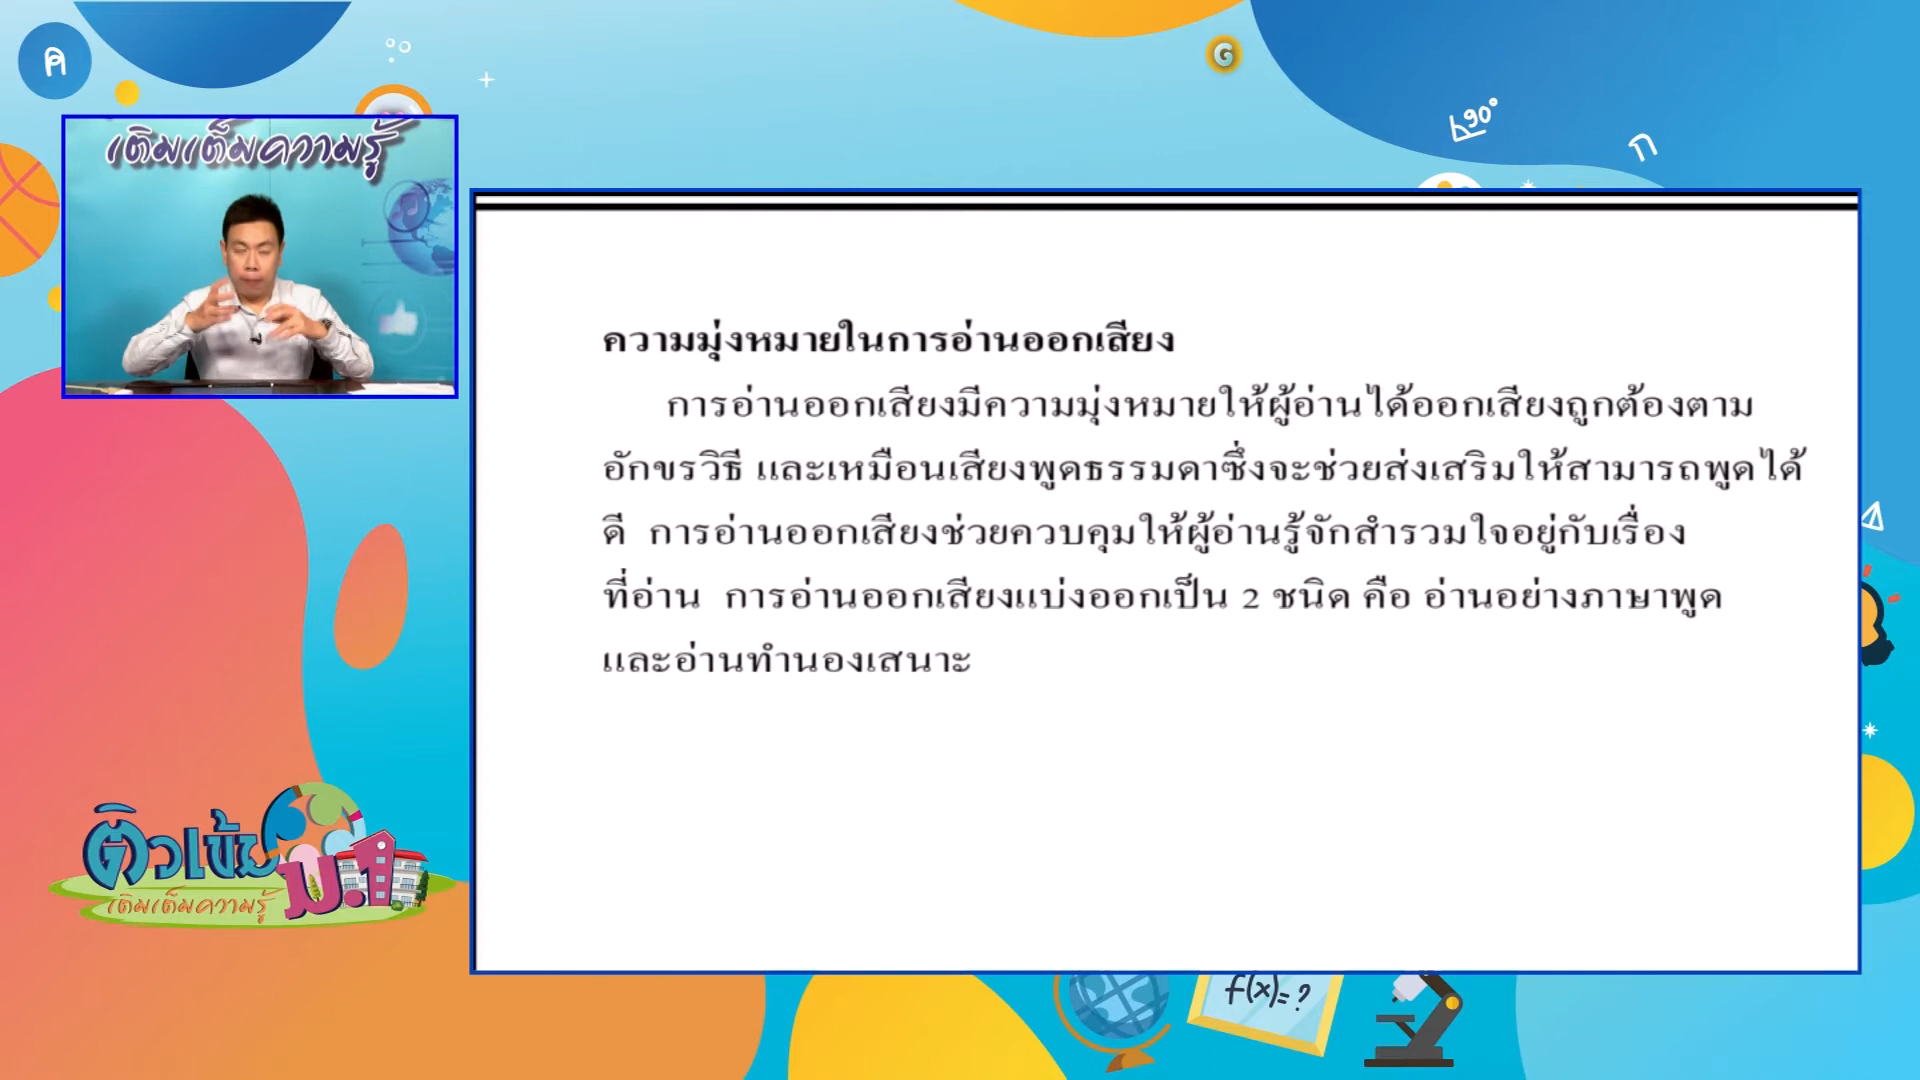 ค
เติมเต็มความรู้
G
90°
ก
ความมุ่งหมายในการอ่านออกเสียง
การอ่านออกเสียงมีความมุ่งหมายให้ผู้อ่านได้ออกเสียงถูกต้องตาม
อักขรวิธี และเหมือนเสียงพูดธรรมดาซึ่งจะช่วยส่งเสริมให้สามารถพูดได้
ดี การอ่านออกเสียงช่วยควบคุมให้ผู้อ่านรู้จักสำรวมใจอยู่กับเรื่อง
ที่อ่าน การอ่านออกเสียงแบ่งออกเป็น 2 ชนิด คือ อ่านอย่างภาษาพูด
และอ่านทำนองเสนาะ
ติวเข้ม
ม.1
เติมเต็มความรู้
f(x)=?